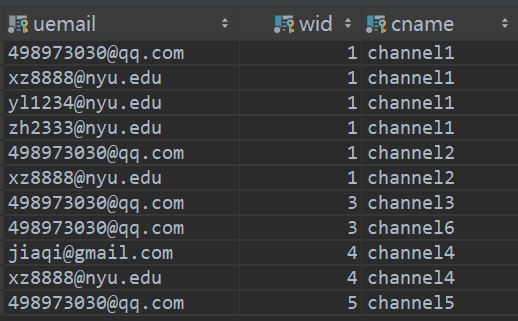 uemail wid cname
498973030@qq.com 1 channel1
xz8888@nyu.edu 1 channel1
yl1234@nyu.edu 1 channel1
zh2333@nyu.edu 1 channel1
498973030@qq.com 1 channel2
xz8888@nyu.edu 1 channel2
498973030@qq.com 3 channel3
498973030@qq.com 3 channel6
jiaqi@gmail.com 4 channel4
xz8888@nyu.edu 4 channel4
498973030@qq.com 5 channel5